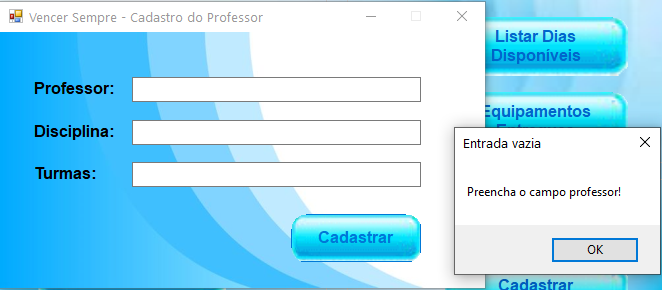 Vencer Sempre - Cadastro do Professor
Professor:
Disciplina:
Turmas:
Cadastrar
Listar Dias
Disponiveis
Equipamentos
Entrada vazia
Preencha o campo professor!
OK
Cadastrar